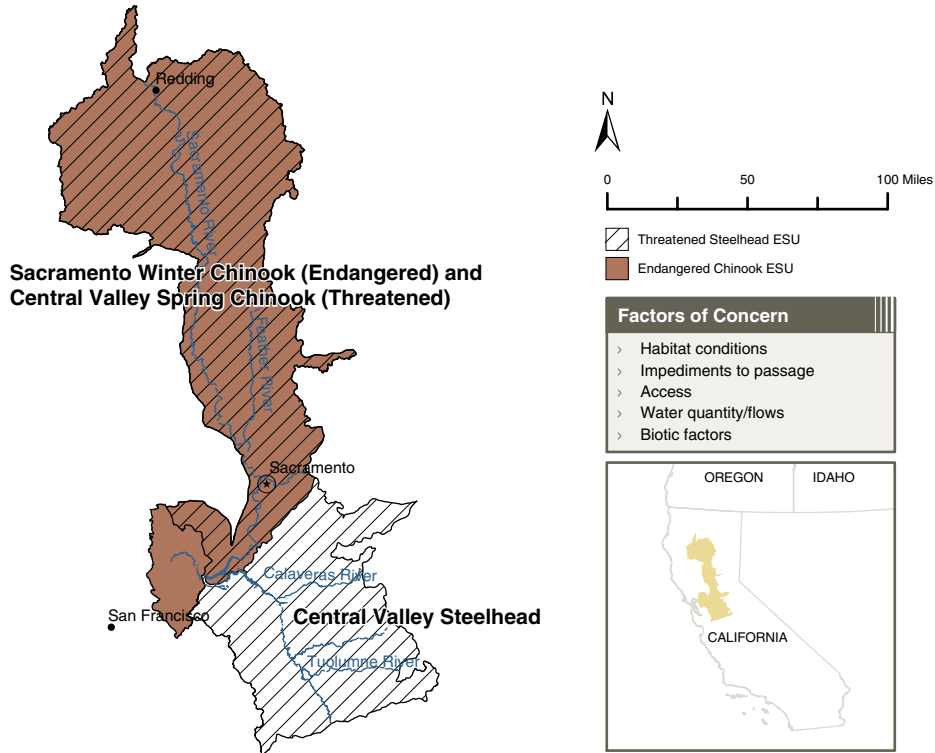 Redding
Sacramento River
Sacramento Winter Chinook (Endangered) and
Central Valley Spring Chinook (Threatened)
Feather River
Sacramento
Calaveras River
San Francisco
Central Valley Steelhead
Tuolumne River
N
0 50 100 Miles
Threatened Steelhead ESU
Endangered Chinook ESU
Factors of Concern
› Habitat conditions
› Impediments to passage
› Access
› Water quantity/flows
› Biotic factors
OREGON IDAHO
CALIFORNIA